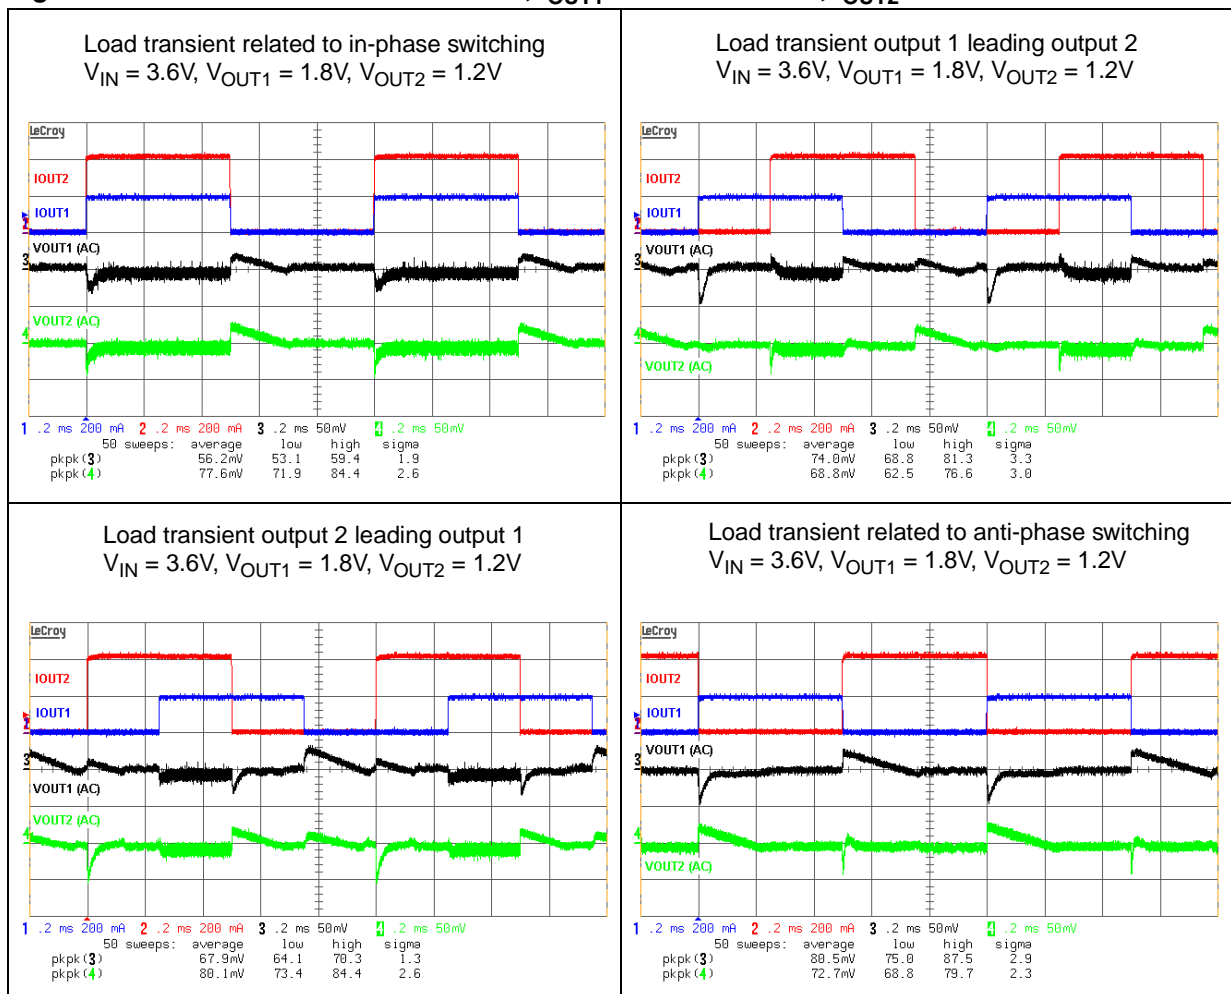 Load transient related to in-phase switching
VIN = 3.6V, VOUT1 = 1.8V, VOUT2 = 1.2V
LeCroy
IOUT2
IOUT1
VOUT1 (AC)
3
VOUT2 (AC)
4
1 .2 ms 200 mA 2 .2 ms 200 mA 3 .2 ms 50mV 4 .2 ms 50mV
50 sweeps: average low high sigma
pkpk(3) 56.2mV 53.1 59.4 1.9
pkpk(4) 77.6mV 71.9 84.4 2.6
Load transient output 1 leading output 2
VIN = 3.6V, VOUT1 = 1.8V, VOUT2 = 1.2V
LeCroy
IOUT2
IOUT1
VOUT1 (AC)
3
4
VOUT2 (AC)
1 .2 ms 200 mA 2 .2 ms 200 mA 3 .2 ms 50mV 4 .2 ms 50mV
50 sweeps: average low high sigma
pkpk(3) 74.0mV 68.8 81.3 3.3
pkpk(4) 68.8mV 62.5 76.6 3.0
Load transient output 2 leading output 1
VIN = 3.6V, VOUT1 = 1.8V, VOUT2 = 1.2V
LeCroy
IOUT2
IOUT1
3
VOUT1 (AC)
VOUT2 (AC)
4
1 .2 ms 200 mA 2 .2 ms 200 mA 3 .2 ms 50mV 4 .2 ms 50mV
50 sweeps: average low high sigma
pkpk(3) 67.9mV 64.1 70.3 1.3
pkpk(4) 80.1mV 73.4 84.4 2.6
Load transient related to anti-phase switching
VIN = 3.6V, VOUT1 = 1.8V, VOUT2 = 1.2V
LeCroy
IOUT2
IOUT1
VOUT1 (AC)
3
4
VOUT2 (AC)
1 .2 ms 200 mA 2 .2 ms 200 mA 3 .2 ms 50mV 4 .2 ms 50mV
50 sweeps: average low high sigma
pkpk(3) 80.5mV 75.0 87.5 2.9
pkpk(4) 72.7mV 68.8 79.7 2.3